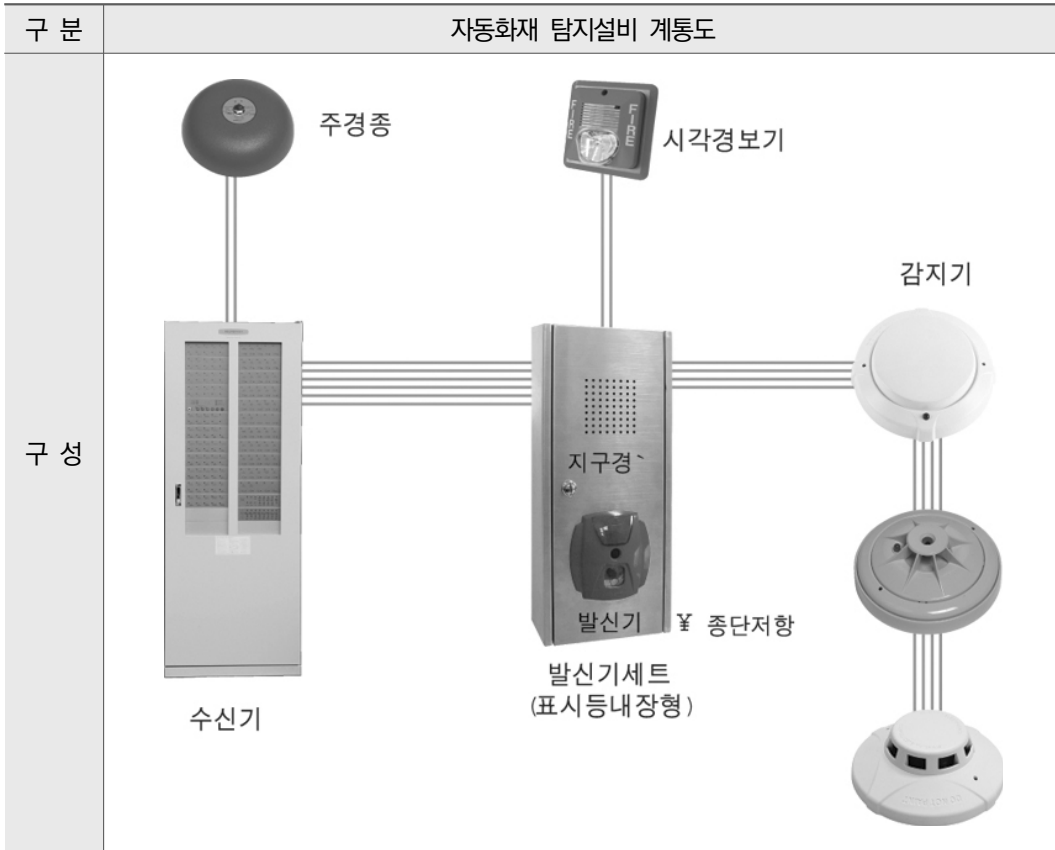 구 분
자동화재 탐지설비 계통도
구 성
주경종
시각경보기
FIRE
FIRE
감지기
지구경`
발신기
¥ 종단저항
발신기세트
(표시등내장형)
수신기